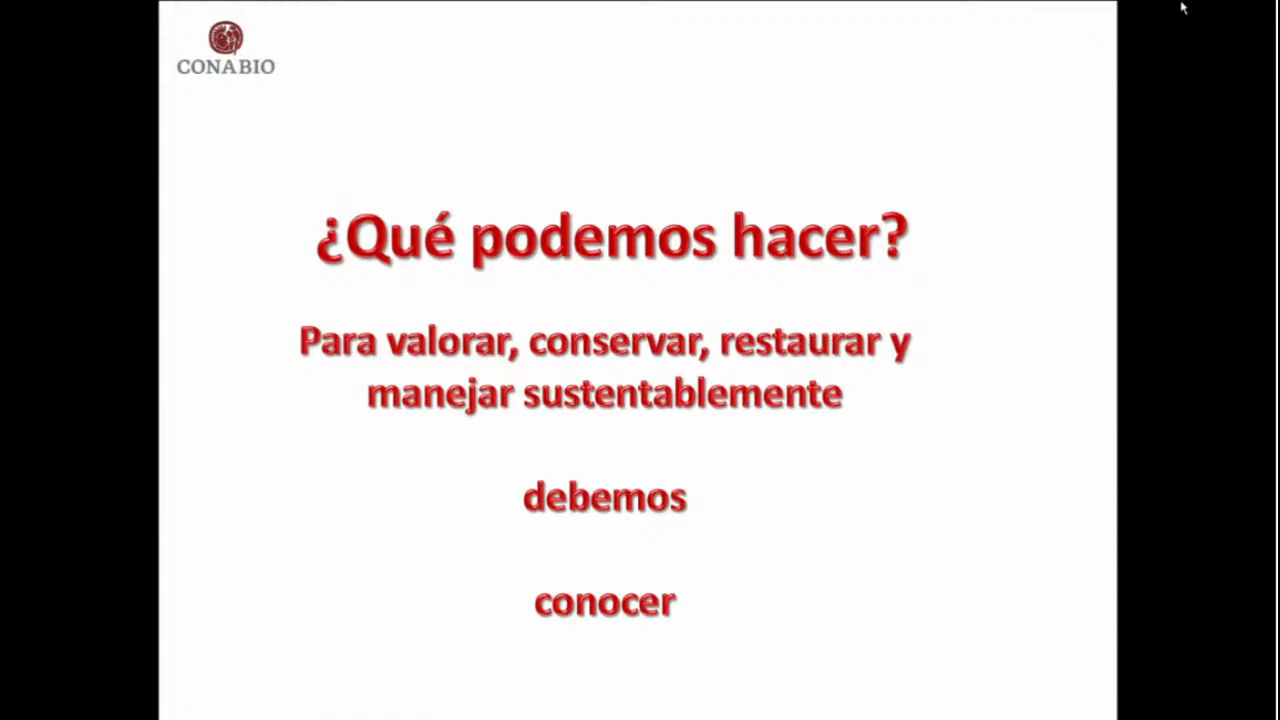 CONABIO
¿Qué podemos hacer?
Para valorar, conservar, restaurar y
manejar sustentablemente
debemos
conocer